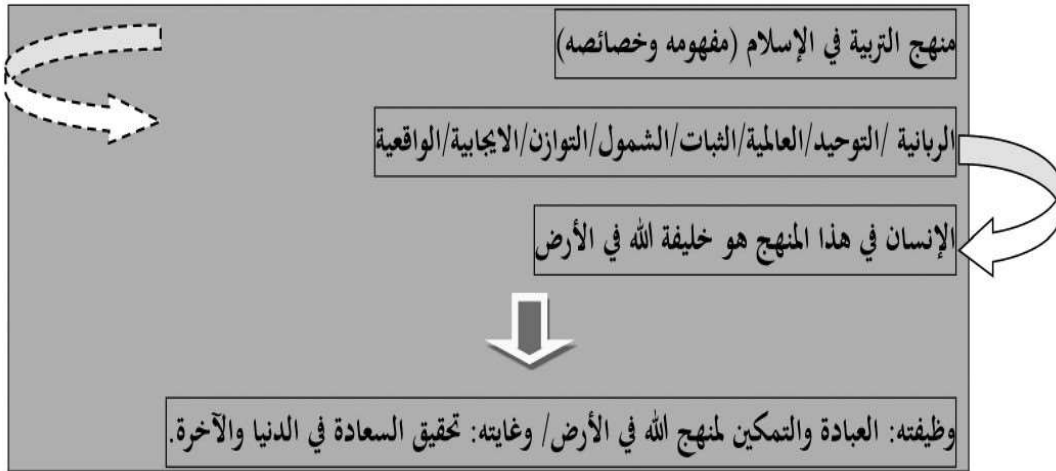 منهج التربية في الإسلام (مفهومه وخصائصه)
الربانية /التوحيد/العالمية/الثبات/الشمول/التوازن/الايجابية/الواقعية
الإنسان في هذا المنهج هو خليفة الله في الأرض
وظيفته: العبادة والتمكين لمنهج الله في الأرض/ وغايته: تحقيق السعادة في الدنيا والآخرة.